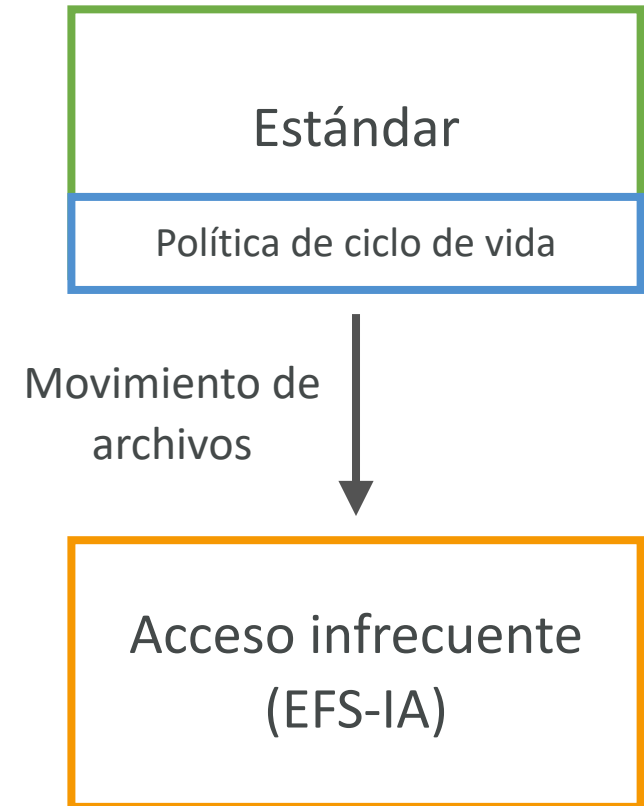 Estándar
Política de ciclo de vida
Movimiento de
archivos
Acceso infrecuente
(EFS-IA)